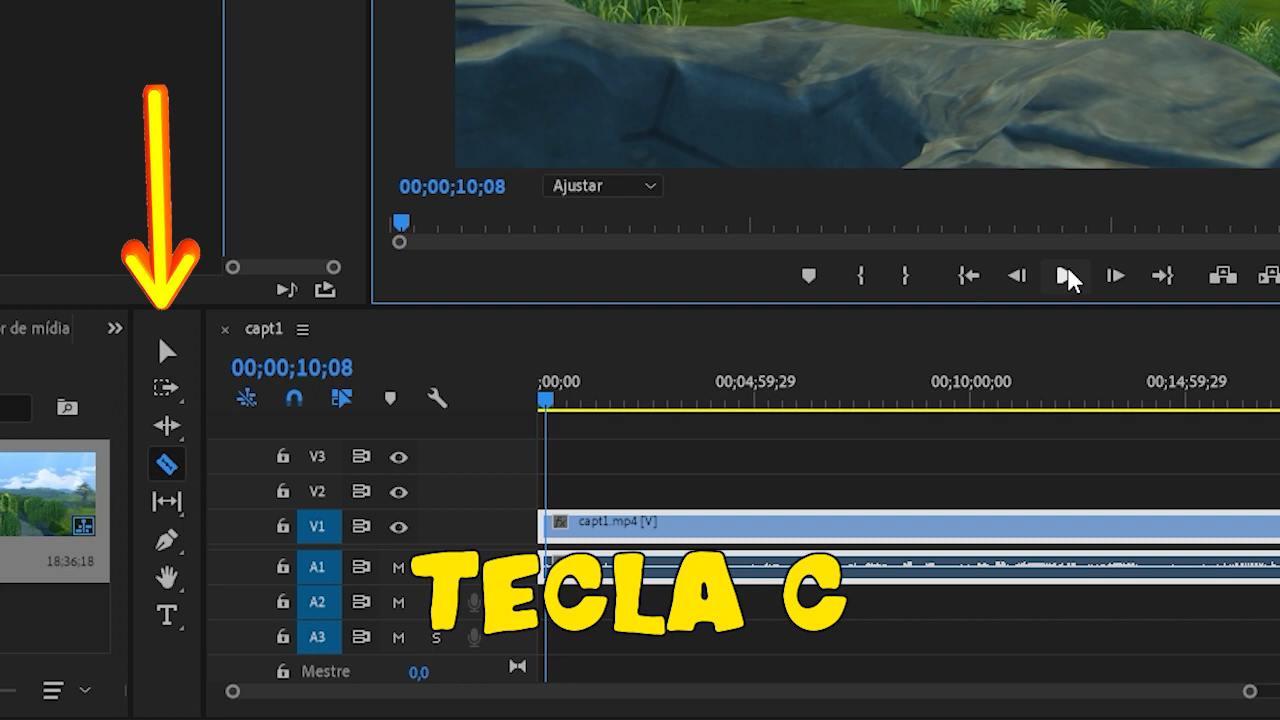 00;00;10;08
Ajustar
r de mídia
capt1
00;00;10;08
;00;00
00;04;59;29
00;10;00;00
00;14;59;29
V3
V2
V1
capt1.mp4 [V]
18;36;18
A1
M
TECLA C
A2
M
A3
M
S
T
Mestre
0,0